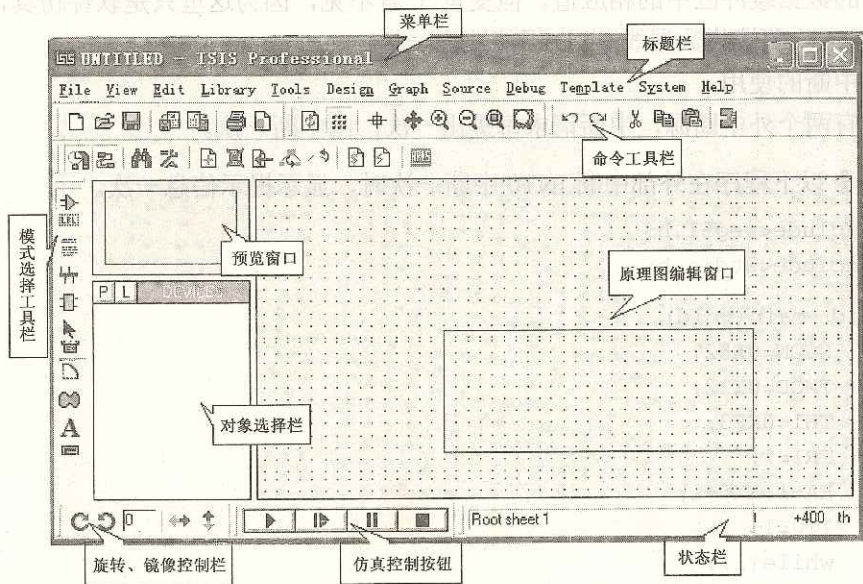 菜单栏
UNTITLED - ISIS Professional
标题栏
File View Edit Library Tools Design Graph Source Debug Template System Help
命令工具栏
模式选择工具栏
LBL
预览窗口
P L DEVICES
原理图编辑窗口
对象选择栏
A
0
Root sheet 1
+400 th
旋转、镜像控制栏
仿真控制按钮
状态栏